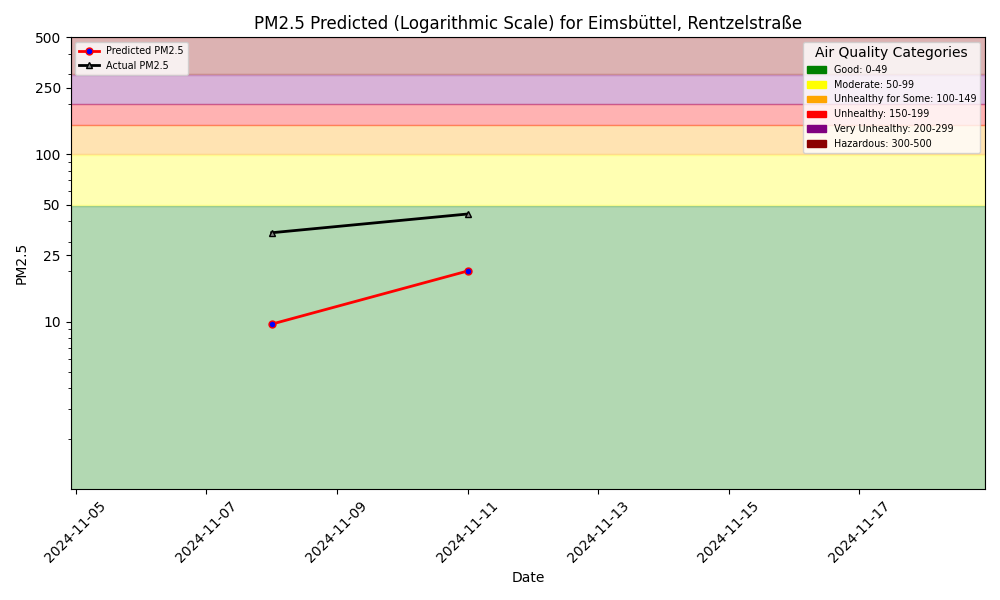 PM2.5 Predicted (Logarithmic Scale) for Eimsbüttel, Rentzelstraße
Predicted PM2.5
Actual PM2.5
Air Quality Categories
Good: 0-49
Moderate: 50-99
Unhealthy for Some: 100-149
Unhealthy: 150-199
Very Unhealthy: 200-299
Hazardous: 300-500
PM2.5
500
250
100
50
25
10
2024-11-05
2024-11-07
2024-11-09
2024-11-11
2024-11-13
2024-11-15
2024-11-17
Date